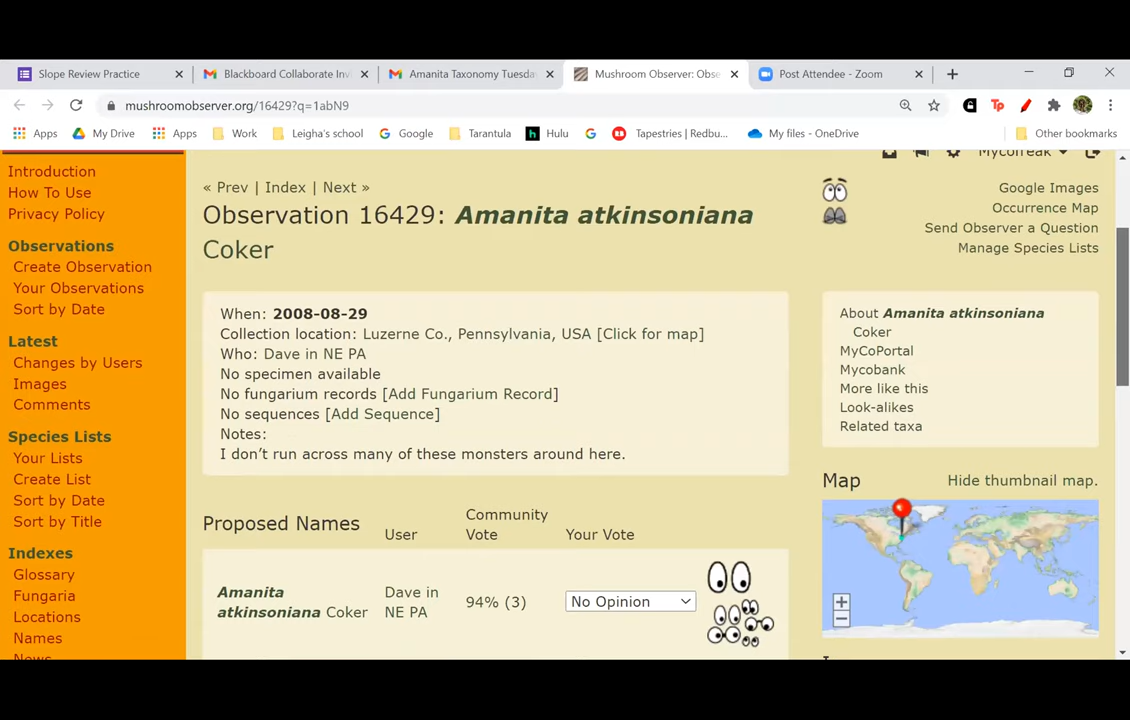 Slope Review Practice
Blackboard Collaborate Inv
Amanita Taxonomy Tuesda
Mushroom Observer: Obse
Post Attendee - Zoom
mushroomobserver.org/16429?q=1abN9
Apps My Drive Apps Work Leigha's school Google Tarantula Hulu Tapestries | Redbu... My files - OneDrive Other bookmarks
Introduction
How To Use
Privacy Policy
Observations
Create Observation
Your Observations
Sort by Date
Latest
Changes by Users
Images
Comments
Species Lists
Your Lists
Create List
Sort by Date
Sort by Title
Indexes
Glossary
Fungaria
Locations
Names
News
« Prev | Index | Next »
Observation 16429: Amanita atkinsoniana
Coker
When: 2008-08-29
Collection location: Luzerne Co., Pennsylvania, USA [Click for map]
Who: Dave in NE PA
No specimen available
No fungarium records [Add Fungarium Record]
No sequences [Add Sequence]
Notes:
I don't run across many of these monsters around here.
Proposed Names
User
Community
Vote
Your Vote
Amanita
atkinsoniana Coker
Dave in
NE PA
94% (3)
No Opinion
Mycofreak
Google Images
Occurrence Map
Send Observer a Question
Manage Species Lists
About Amanita atkinsoniana
Coker
MyCoPortal
Mycobank
More like this
Look-alikes
Related taxa
Map
Hide thumbnail map.